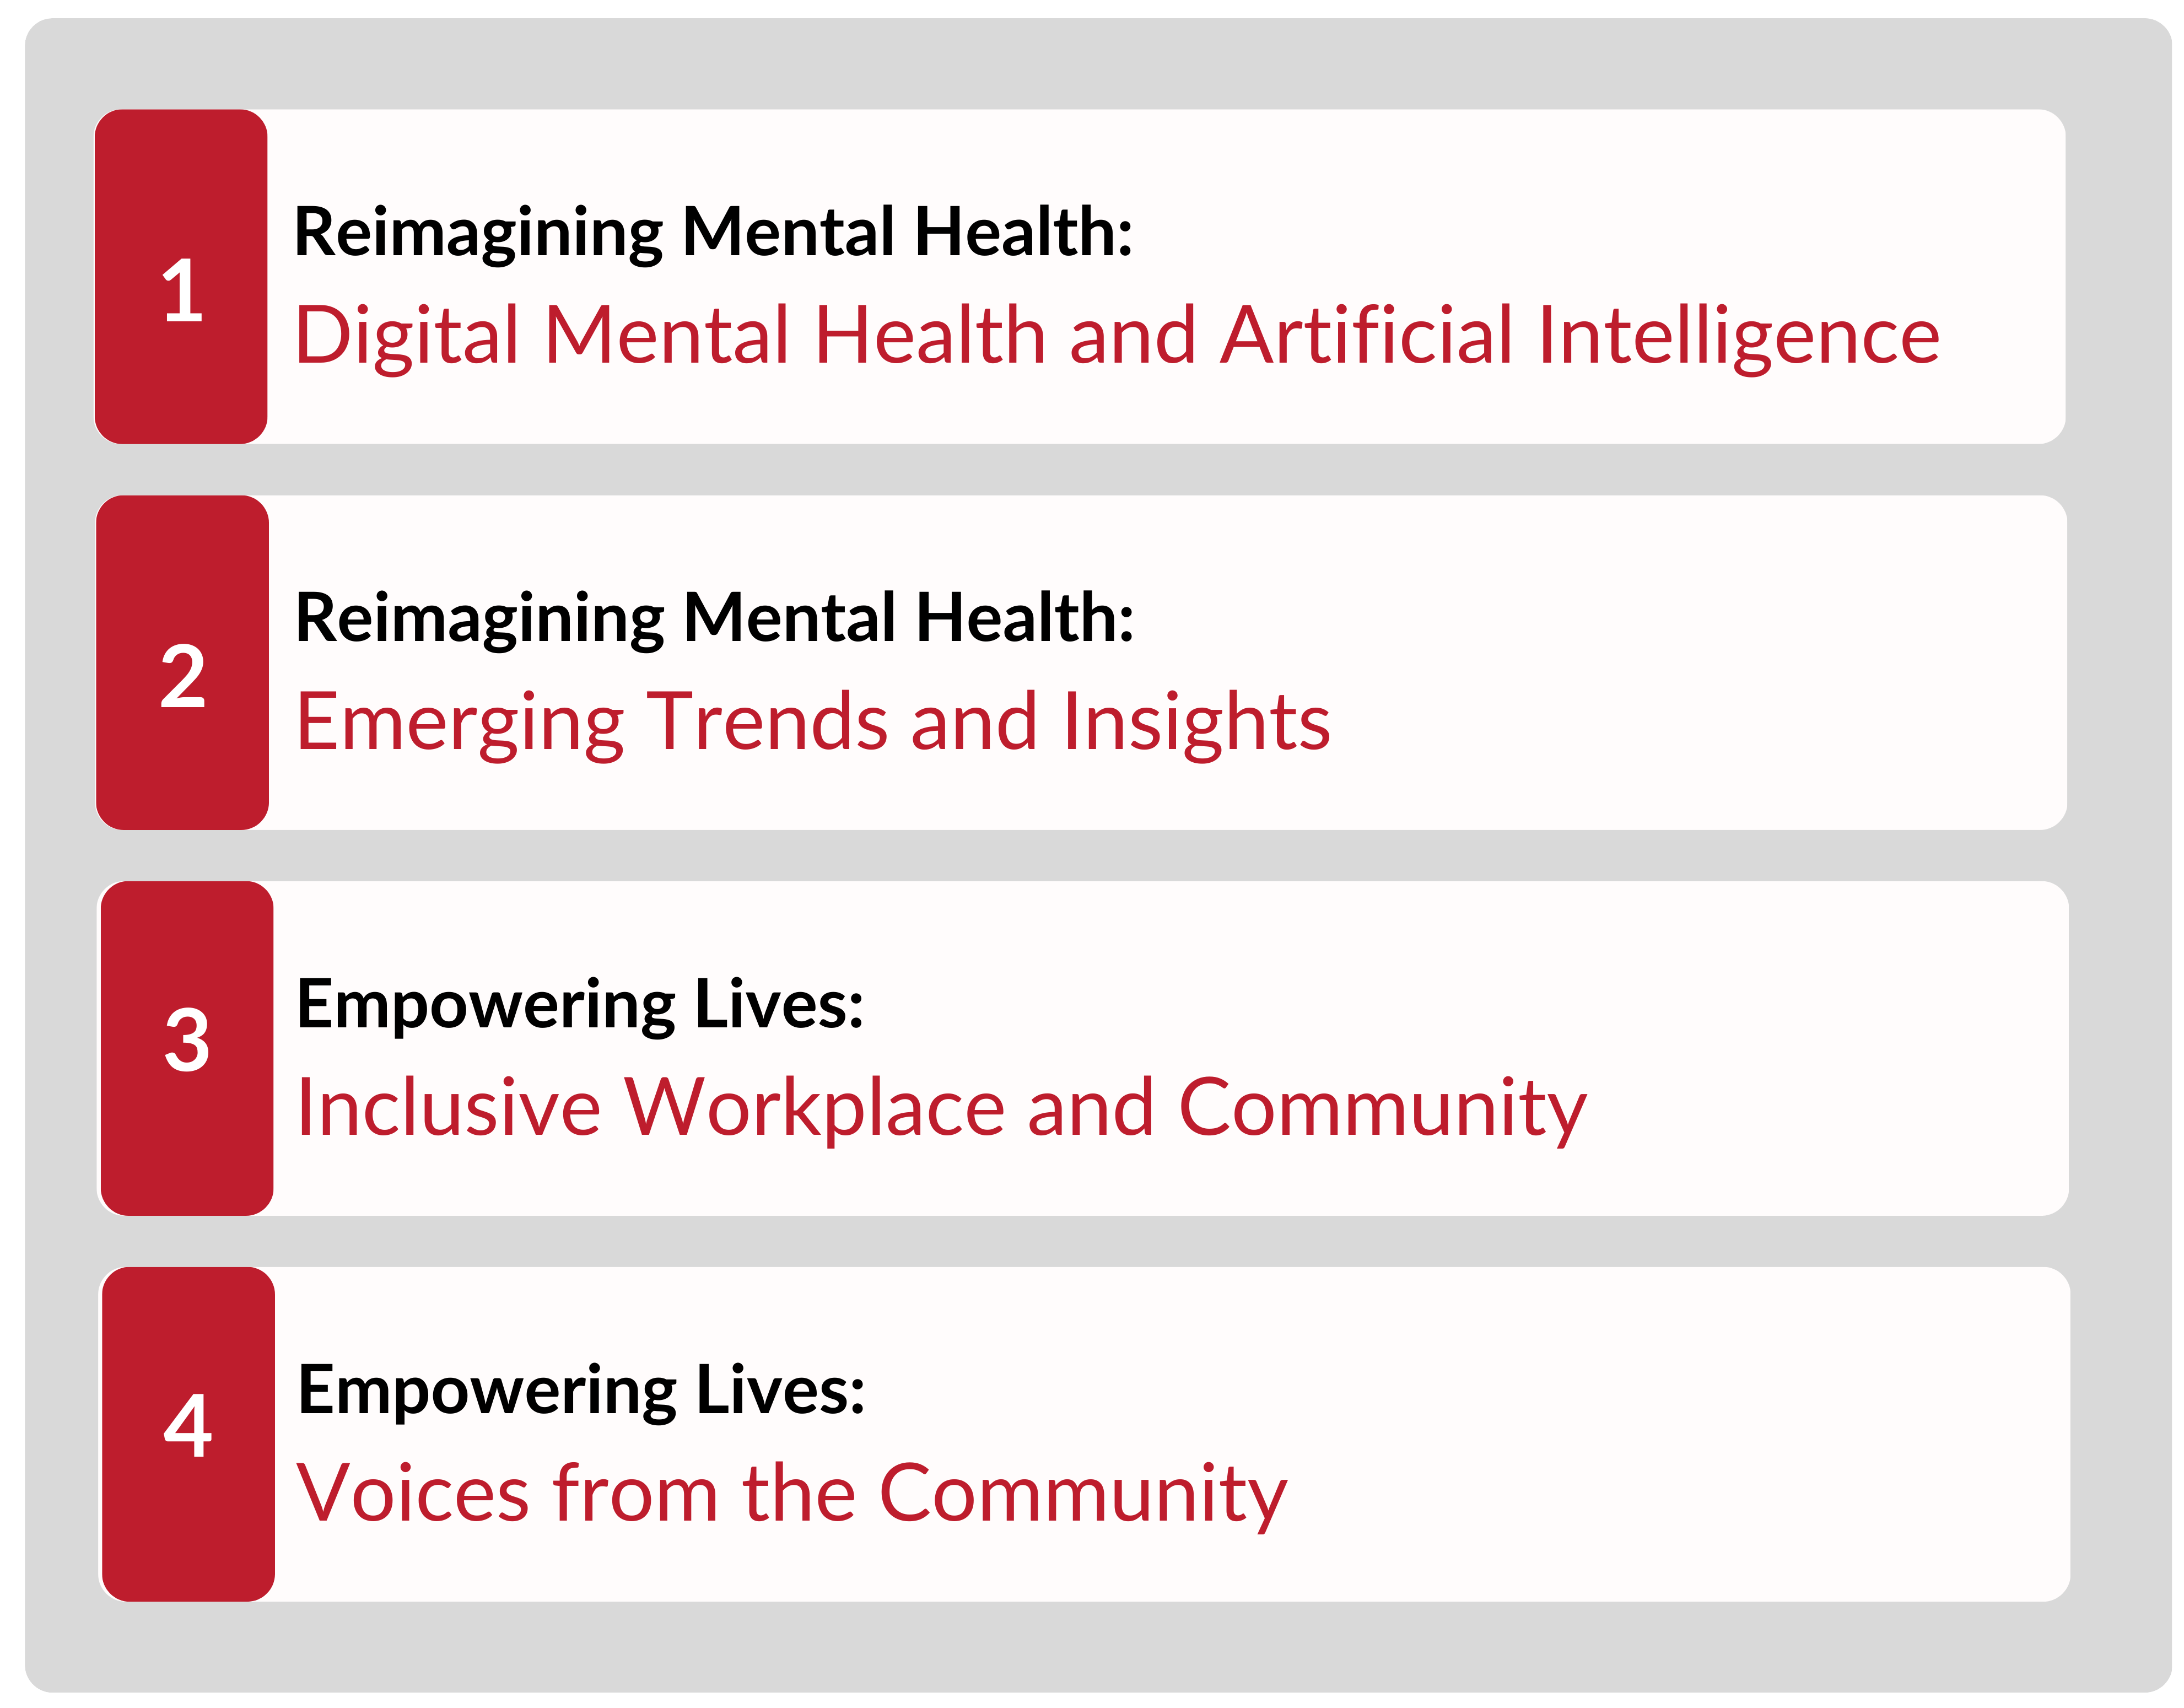 1
Reimagining Mental Health:
Digital Mental Health and Artificial Intelligence
2
Reimagining Mental Health:
Emerging Trends and Insights
3
Empowering Lives:
Inclusive Workplace and Community
4
Empowering Lives:
Voices from the Community